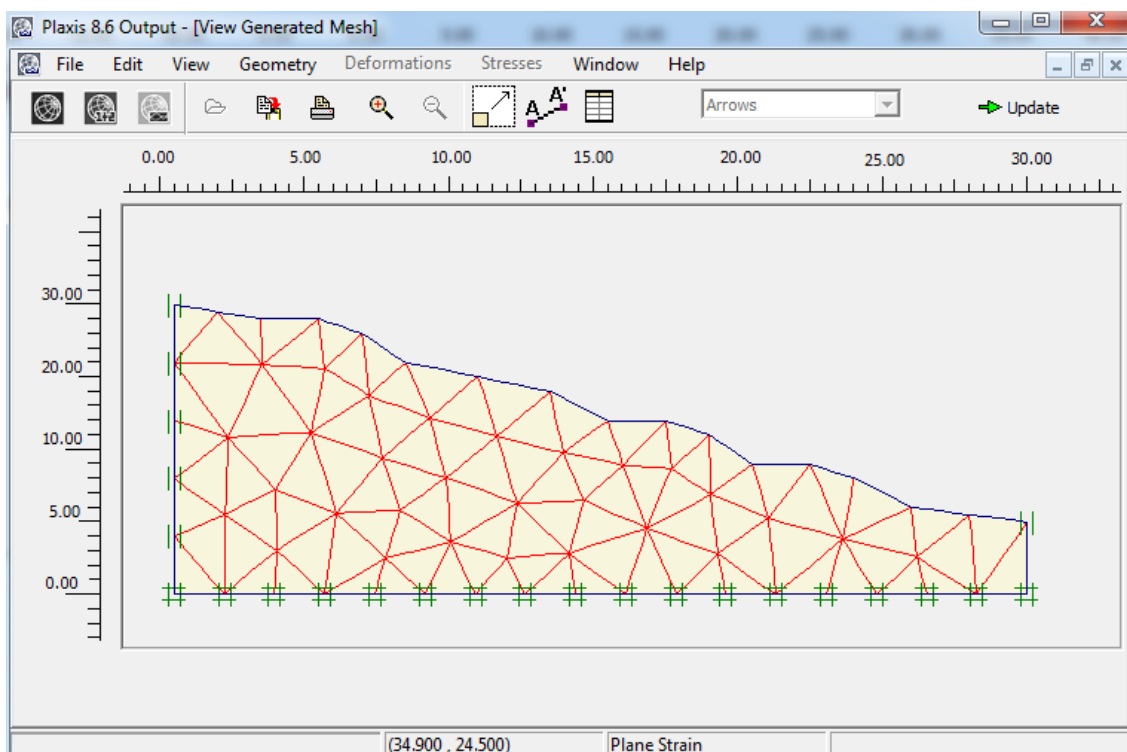 Plaxis 8.6 Output - [View Generated Mesh]
File Edit View Geometry Deformations Stresses Window Help
A A' Arrows Update
0.00 5.00 10.00 15.00 20.00 25.00 30.00
30.00
20.00
10.00
5.00
0.00
(34.900 , 24.500) Plane Strain